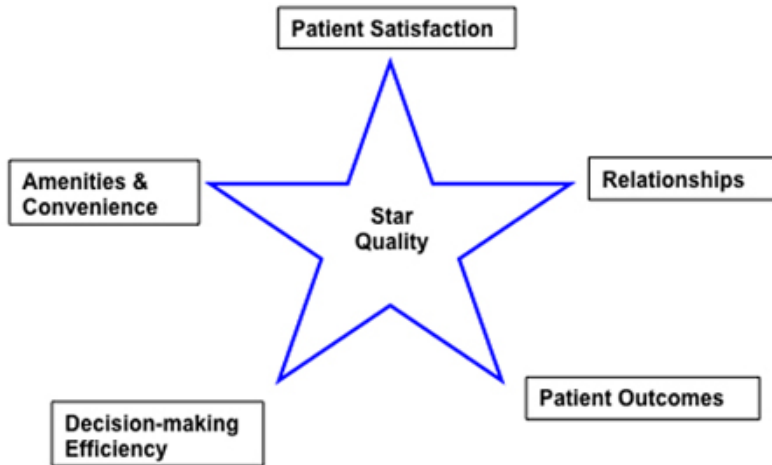 Patient Satisfaction
Amenities &
Convenience
Relationships
Star
Quality
Patient Outcomes
Decision-making
Efficiency